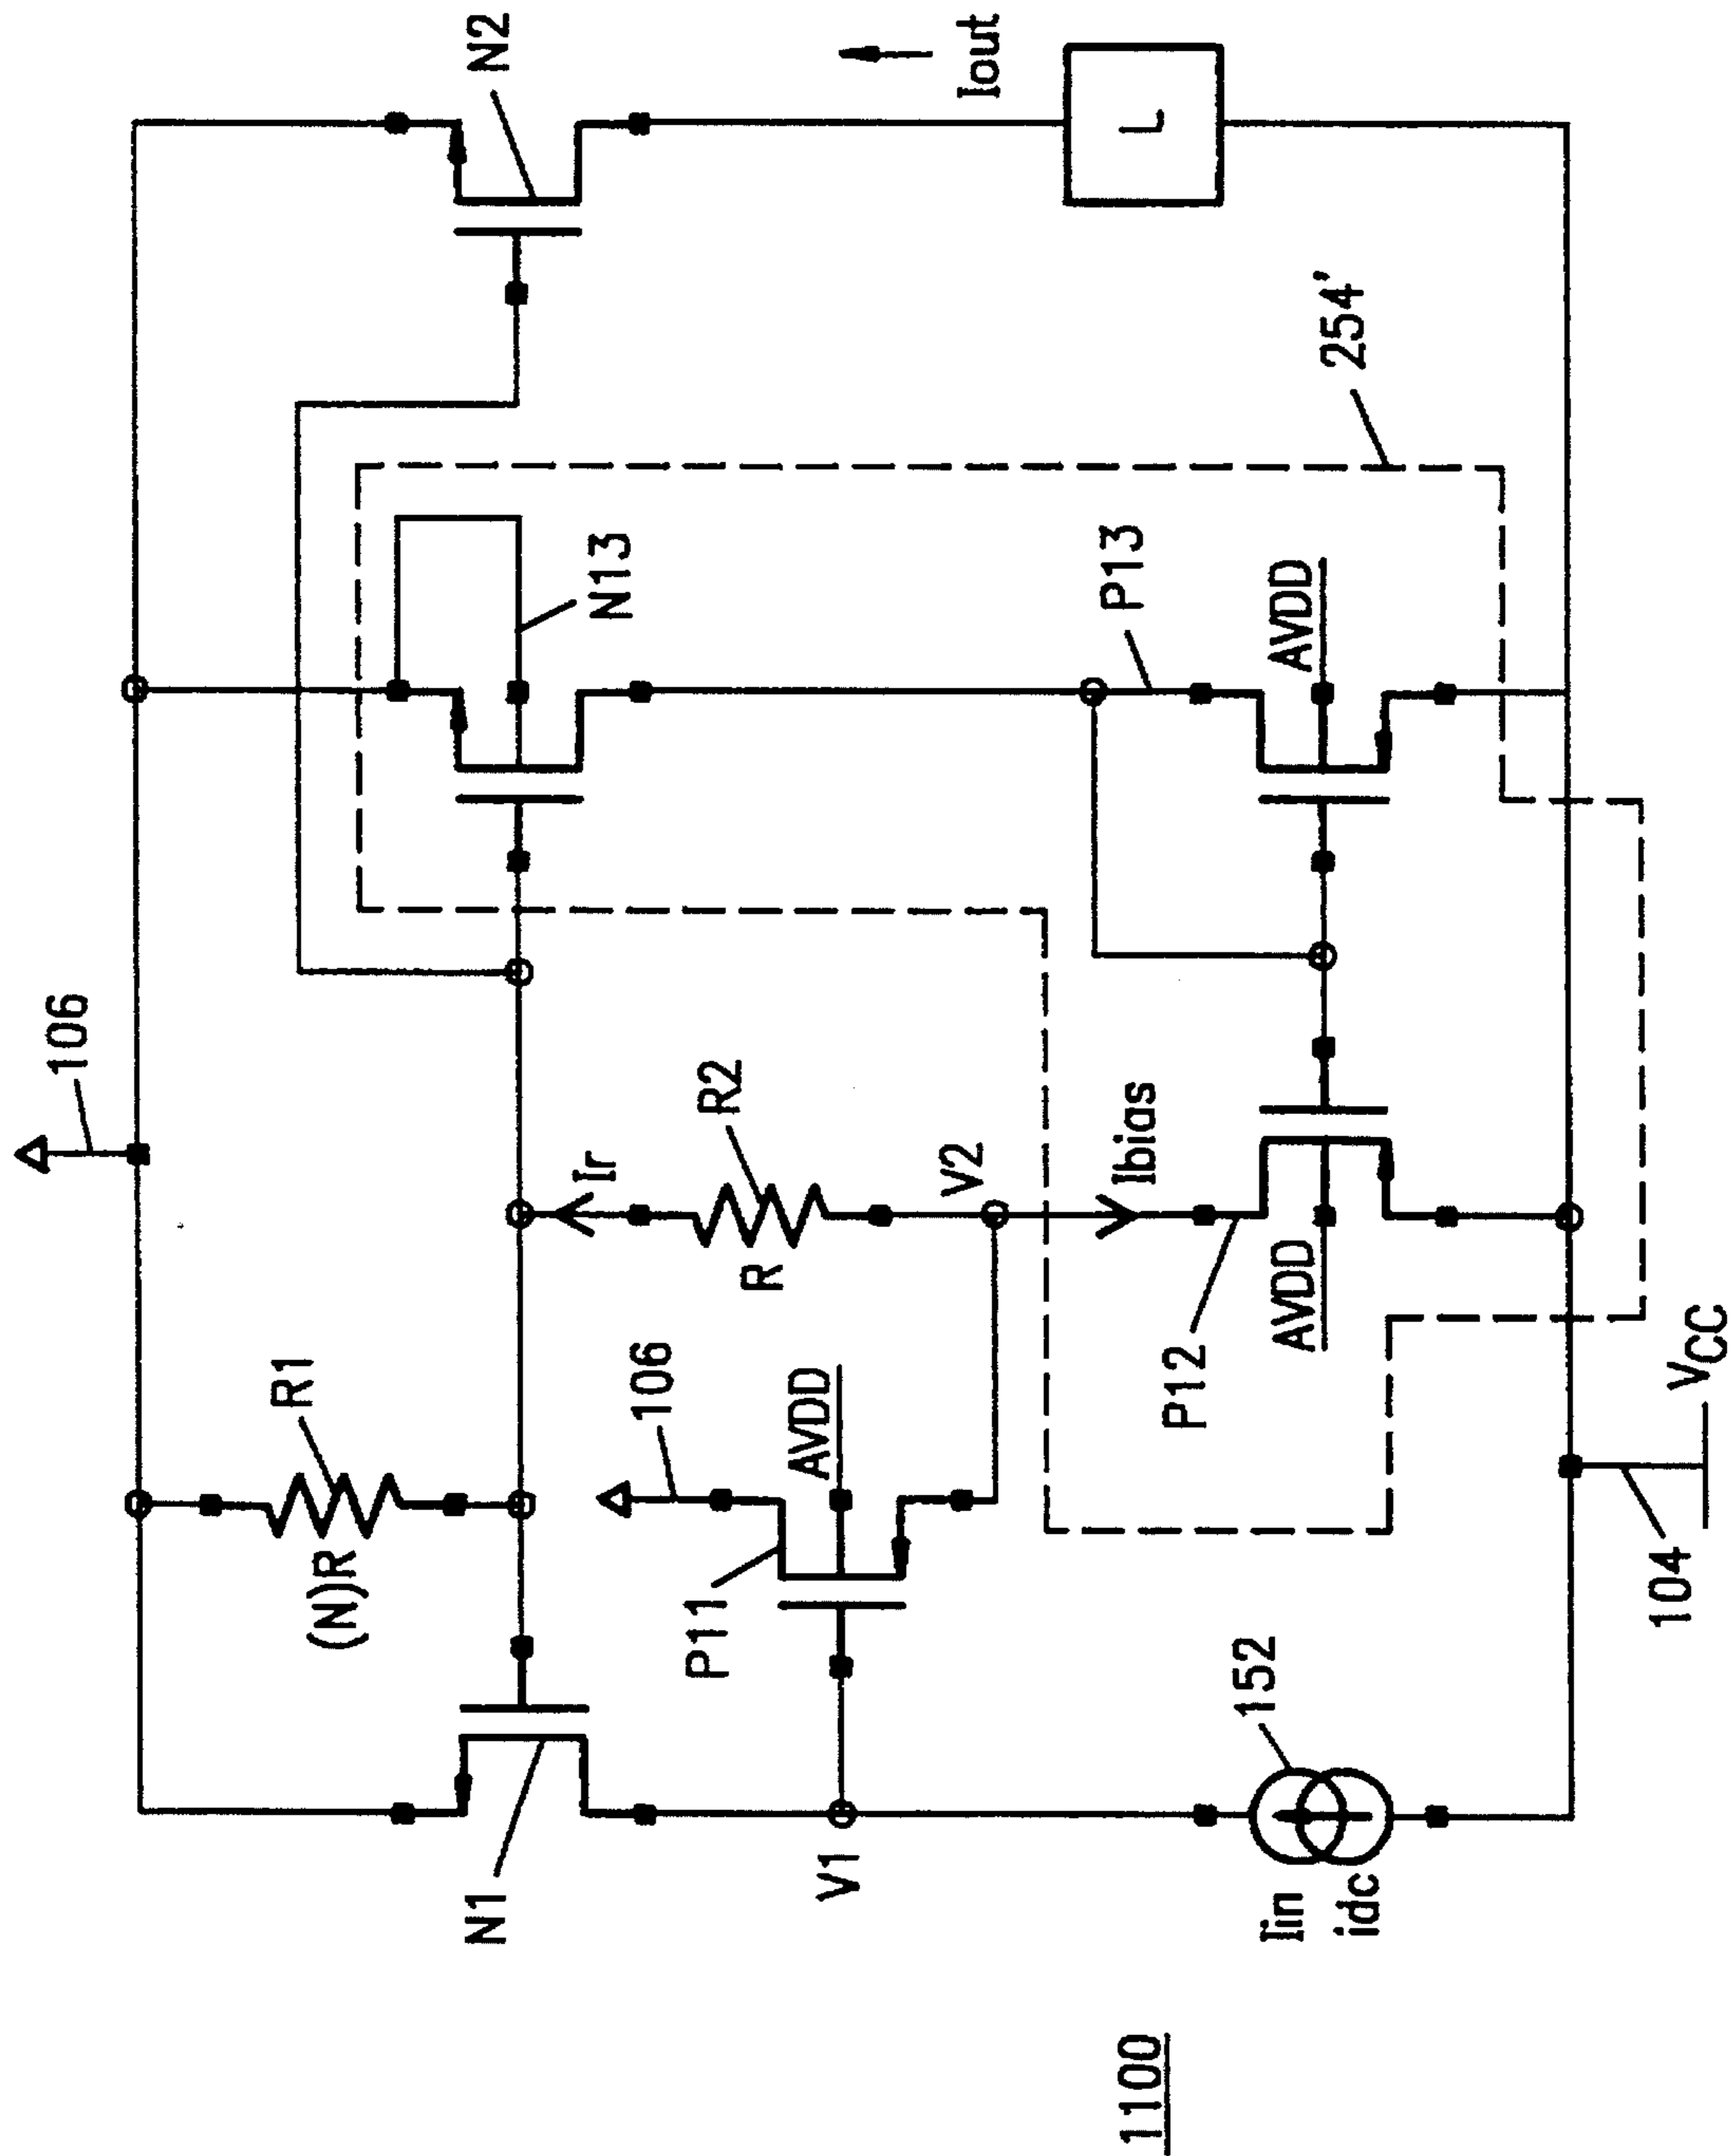 1100
Iin
idc
152
104
VCC
V1
N1
P11
AVDD
106
(N)R
R1
P12
AVDD
Ibias
V2
R
R2
Ir
106
P13
AVDD
N13
254'
L
Iout
N2